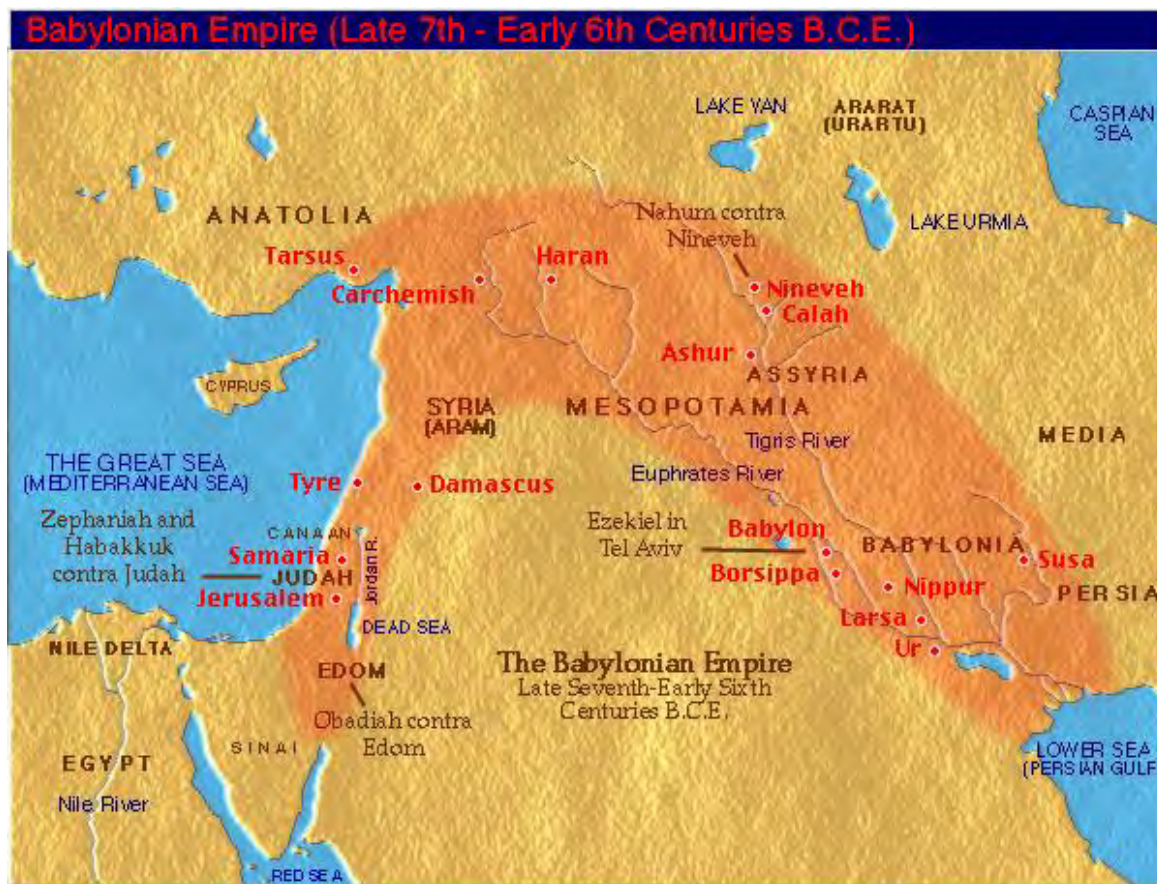 Babylonian Empire (Late 7th - Early 6th Centuries B.C.E.)
LAKE VAN
ARARAT
(URARTU)
CASPIAN
SEA
ANATOLIA
Nahum contra
Nineveh
LAKE URMIA
Tarsus
Haran
Carchemish
Nineveh
Calah
Ashur
ASSYRIA
CYPRUS
SYRIA
(ARAM)
MESOPOTAMIA
MEDIA
Tigris River
THE GREAT SEA
(MEDITERRANEAN SEA)
Euphrates River
Tyre
Damascus
Zephaniah and
Habakkuk
contra Judah
CANAAN
Ezekiel in
Tel Aviv
Babylon
BABYLONIA
Samaria
Jordan R.
Susa
JUDAH
Borsippa
Nippur
PERSIA
Jerusalem
Larsa
DEAD SEA
NILE DELTA
Ur
EDOM
The Babylonian Empire
Late Seventh-Early Sixth
Centuries B.C.E.
Obadiah contra
Edom
SINAI
EGYPT
LOWER SEA
(PERSIAN GULF
Nile River
RED SEA